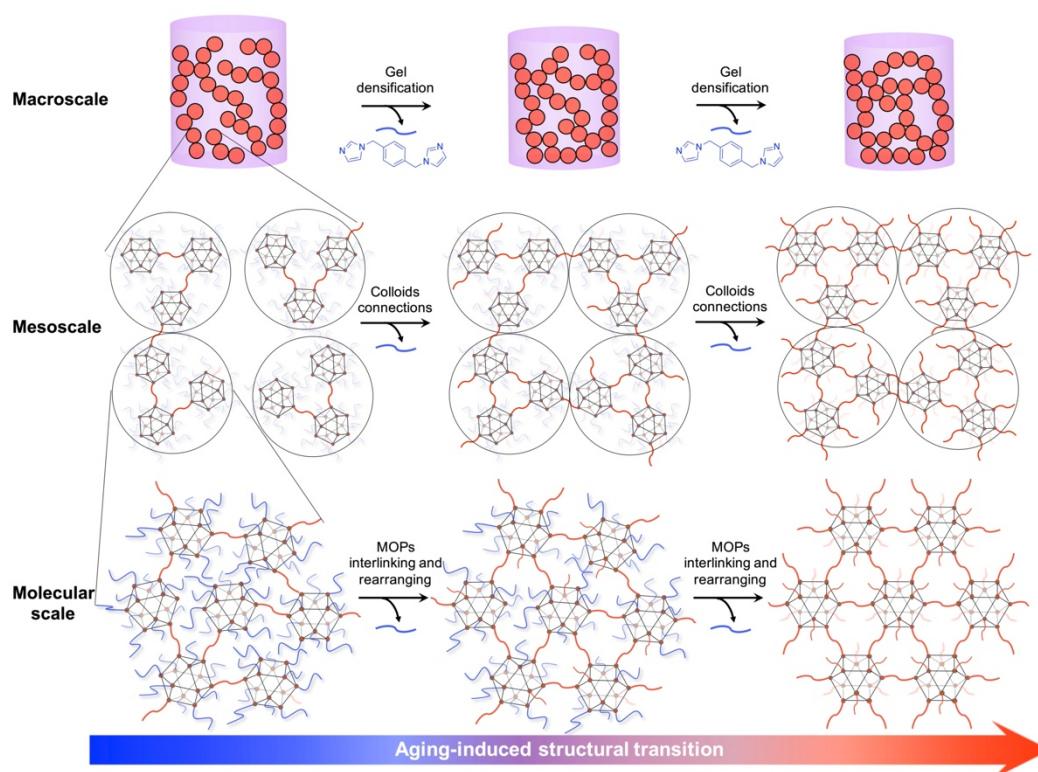 Macroscale
Gel
densification
N
N
N
N
Gel
densification
N
N
N
N
Mesoscale
Colloids
connections
Colloids
connections
Molecular
scale
MOPs
interlinking and
rearranging
MOPs
interlinking and
rearranging
Aging-induced structural transition